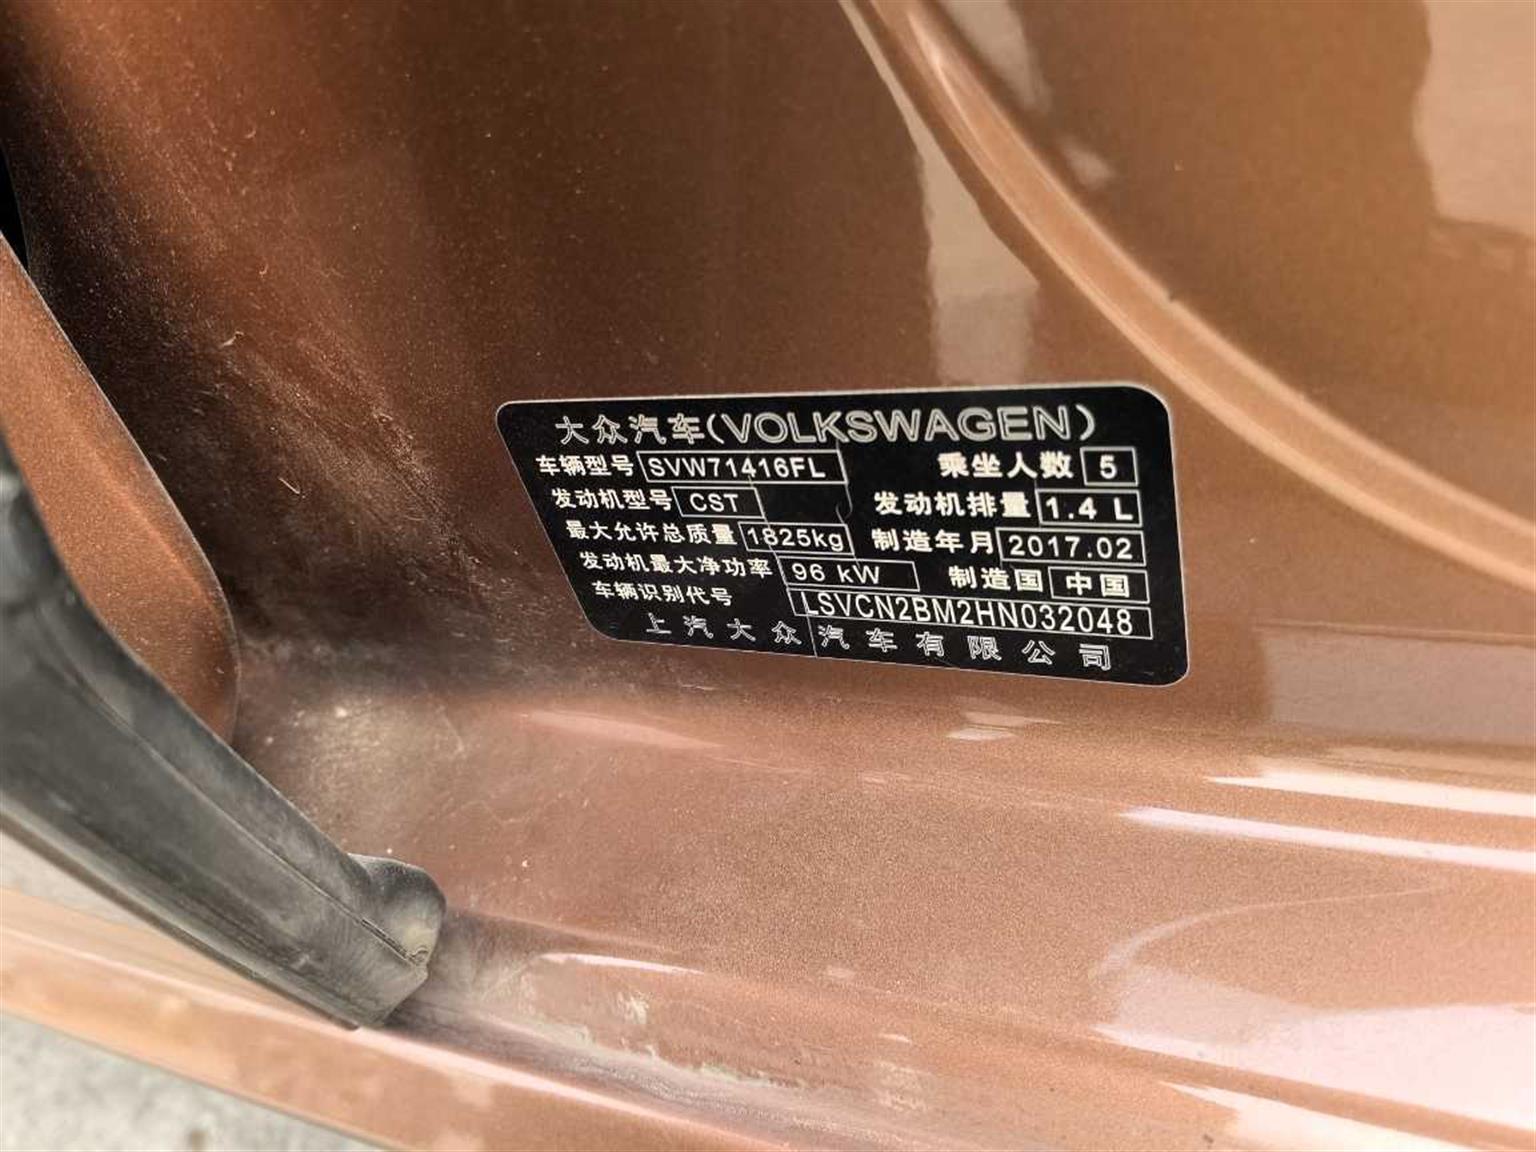 大众汽车(VOLKSWAGEN)
车辆型号 SVW71416FL 乘坐人数 5
发动机型号 CST 发动机排量 1.4 L
最大允许总质量 1825kg 制造年月 2017.02
发动机最大净功率 96 kW 制造国 中国
车辆识别代号 LSVCN2BM2HN032048
上汽大众汽车有限公司